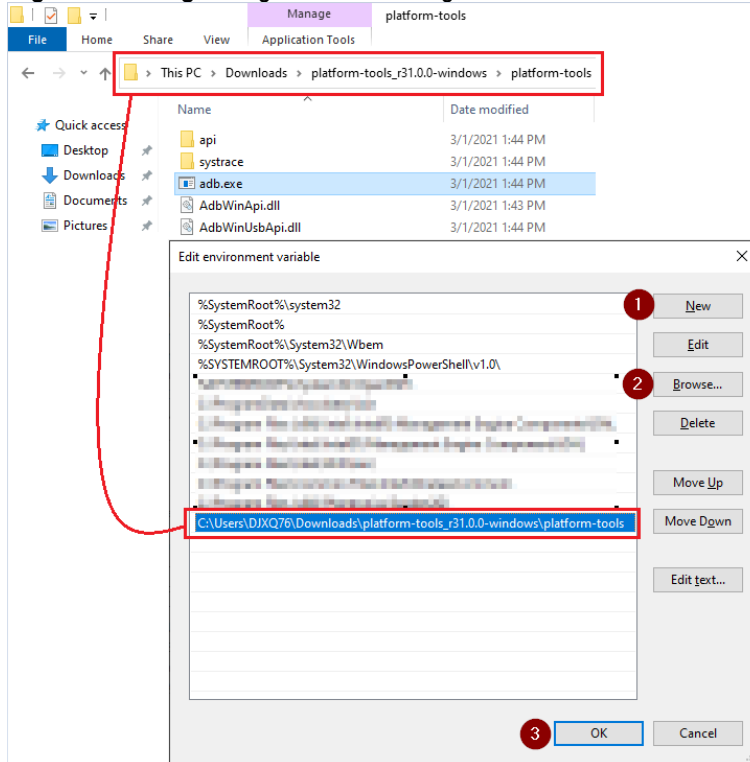 Manage
platform-tools
File
Home
Share
View
Application Tools
This PC > Downloads > platform-tools_r31.0.0-windows > platform-tools
Name
Date modified
Quick access
Desktop
Downloads
Documents
Pictures
api 3/1/2021 1:44 PM
systrace 3/1/2021 1:44 PM
adb.exe 3/1/2021 1:44 PM
AdbWinApi.dll 3/1/2021 1:43 PM
AdbWinUsbApi.dll 3/1/2021 1:44 PM
Edit environment variable
%SystemRoot%\system32
%SystemRoot%
%SystemRoot%\System32\Wbem
%SYSTEMROOT%\System32\WindowsPowerShell\v1.0\
C:\Users\DJXQ76\Downloads\platform-tools_r31.0.0-windows\platform-tools
1
New
Edit
2
Browse...
Delete
Move Up
Move Down
Edit text...
3
OK
Cancel